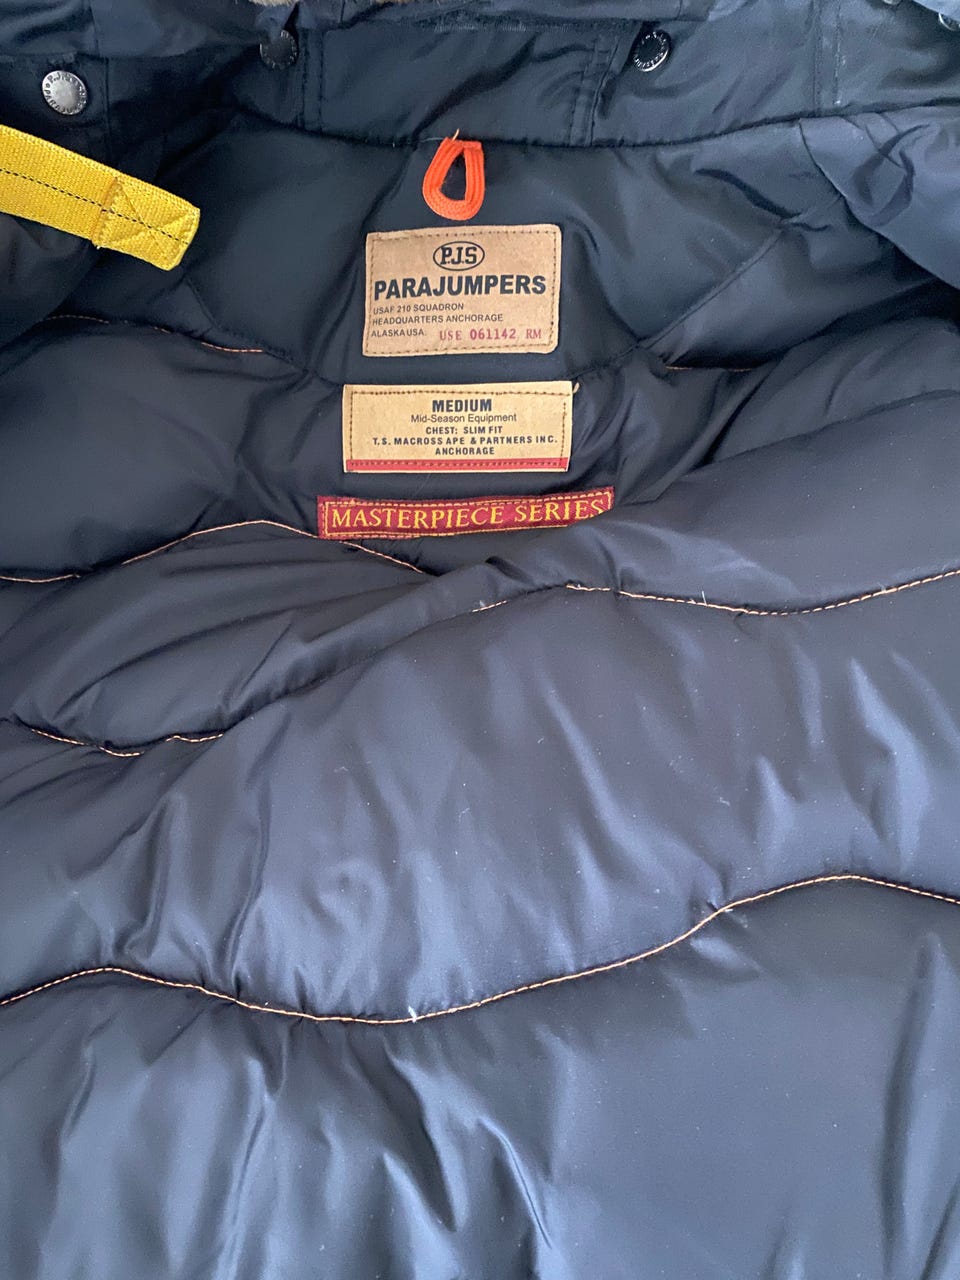 P.J.S
PARAJUMPERS
USAF 210 SQUADRON
HEADQUARTERS ANCHORAGE
ALASKA USA. USE 061142 RM
MEDIUM
Mid-Season Equipment
CHEST: SLIM FIT
T.S. MACROSS APE & PARTNERS INC.
ANCHORAGE
MASTERPIECE SERIES